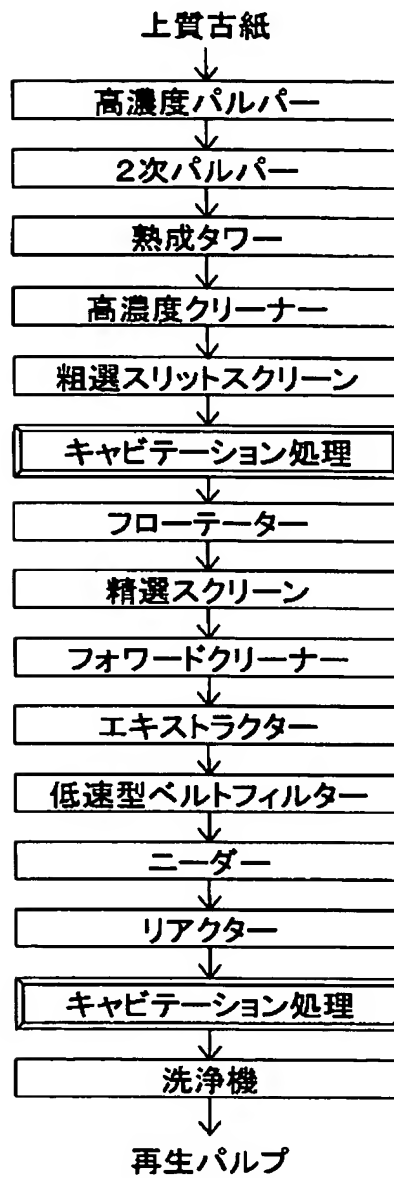 上質古紙
高濃度パルパー
2次パルパー
熟成タワー
高濃度クリーナー
粗選スリットスクリーン
キャビテーション処理
フローテーター
精選スクリーン
フォワードクリーナー
エキストラクター
低速型ベルトフィルター
ニーダー
リアクター
キャビテーション処理
洗浄機
再生パルプ